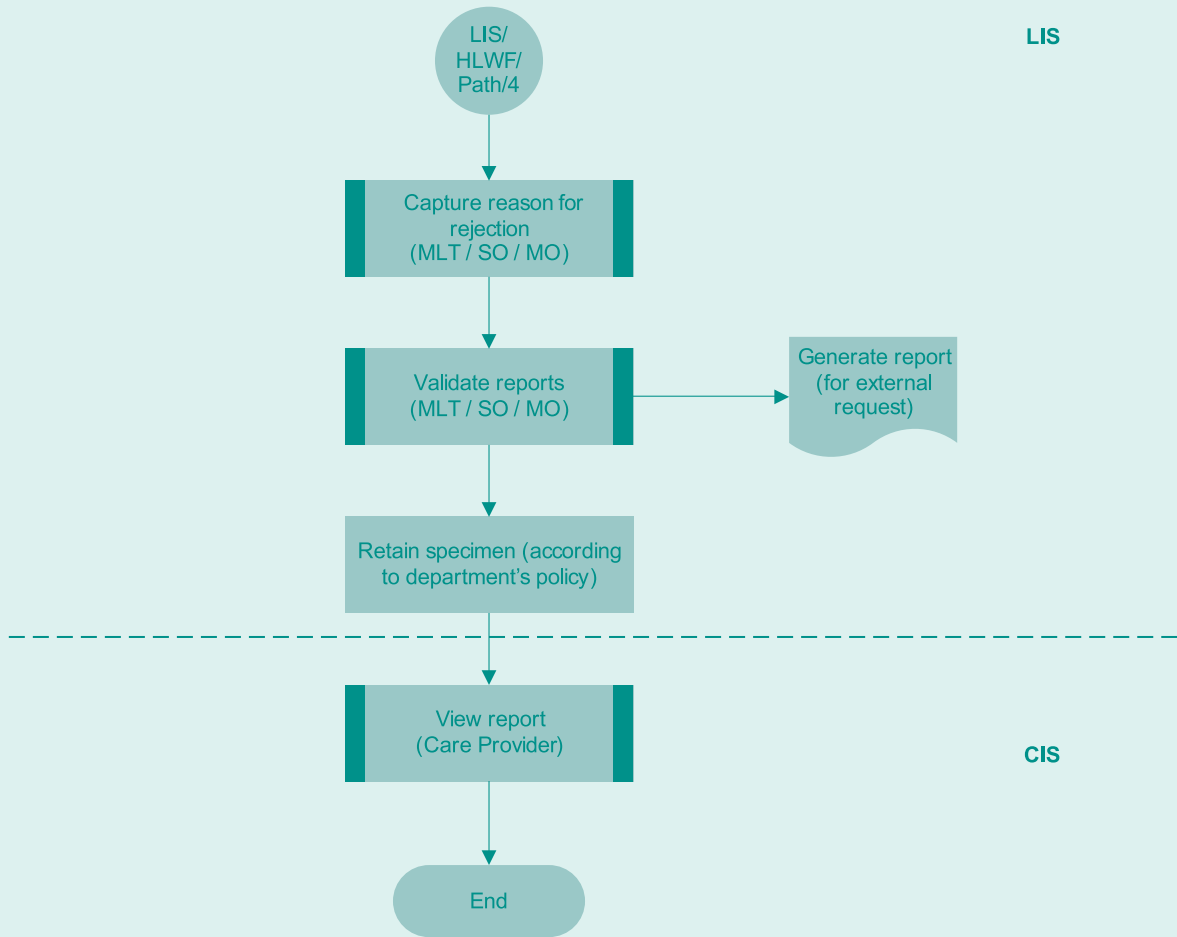 LIS/
HLWF/
Path/4
LIS
Capture reason for
rejection
(MLT / SO / MO)
Validate reports
(MLT / SO / MO)
Generate report
(for external
request)
Retain specimen (according
to department’s policy)
View report
(Care Provider)
CIS
End